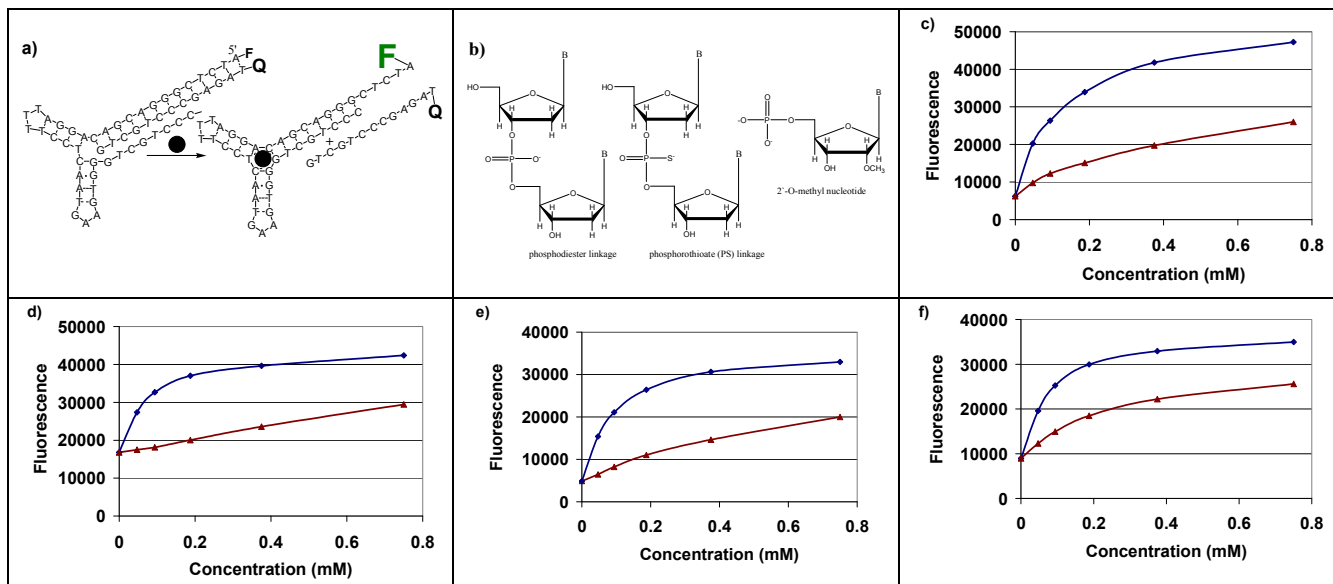 a)
5'
F
Q
F
Q
b)
B
HO
O
H
H
H
H
O
H
O P O-
O
B
O
H
H
H
H
OH
H
phosphodiester linkage
B
HO
O
H
H
H
H
O
H
O P S-
O
B
O
H
H
H
H
OH
H
phosphorothioate (PS) linkage
O
-O P O
O-
B
O
H
H
H
H
OH
OCH3
2`-O-methyl nucleotide
c)
Fluorescence
50000
40000
30000
20000
10000
0
0 0.2 0.4 0.6 0.8
Concentration (mM)
d)
Fluorescence
50000
40000
30000
20000
10000
0
0 0.2 0.4 0.6 0.8
Concentration (mM)
e)
Fluorescence
40000
30000
20000
10000
0
0 0.2 0.4 0.6 0.8
Concentration (mM)
f)
Fluorescence
40000
30000
20000
10000
0
0 0.2 0.4 0.6 0.8
Concentration (mM)